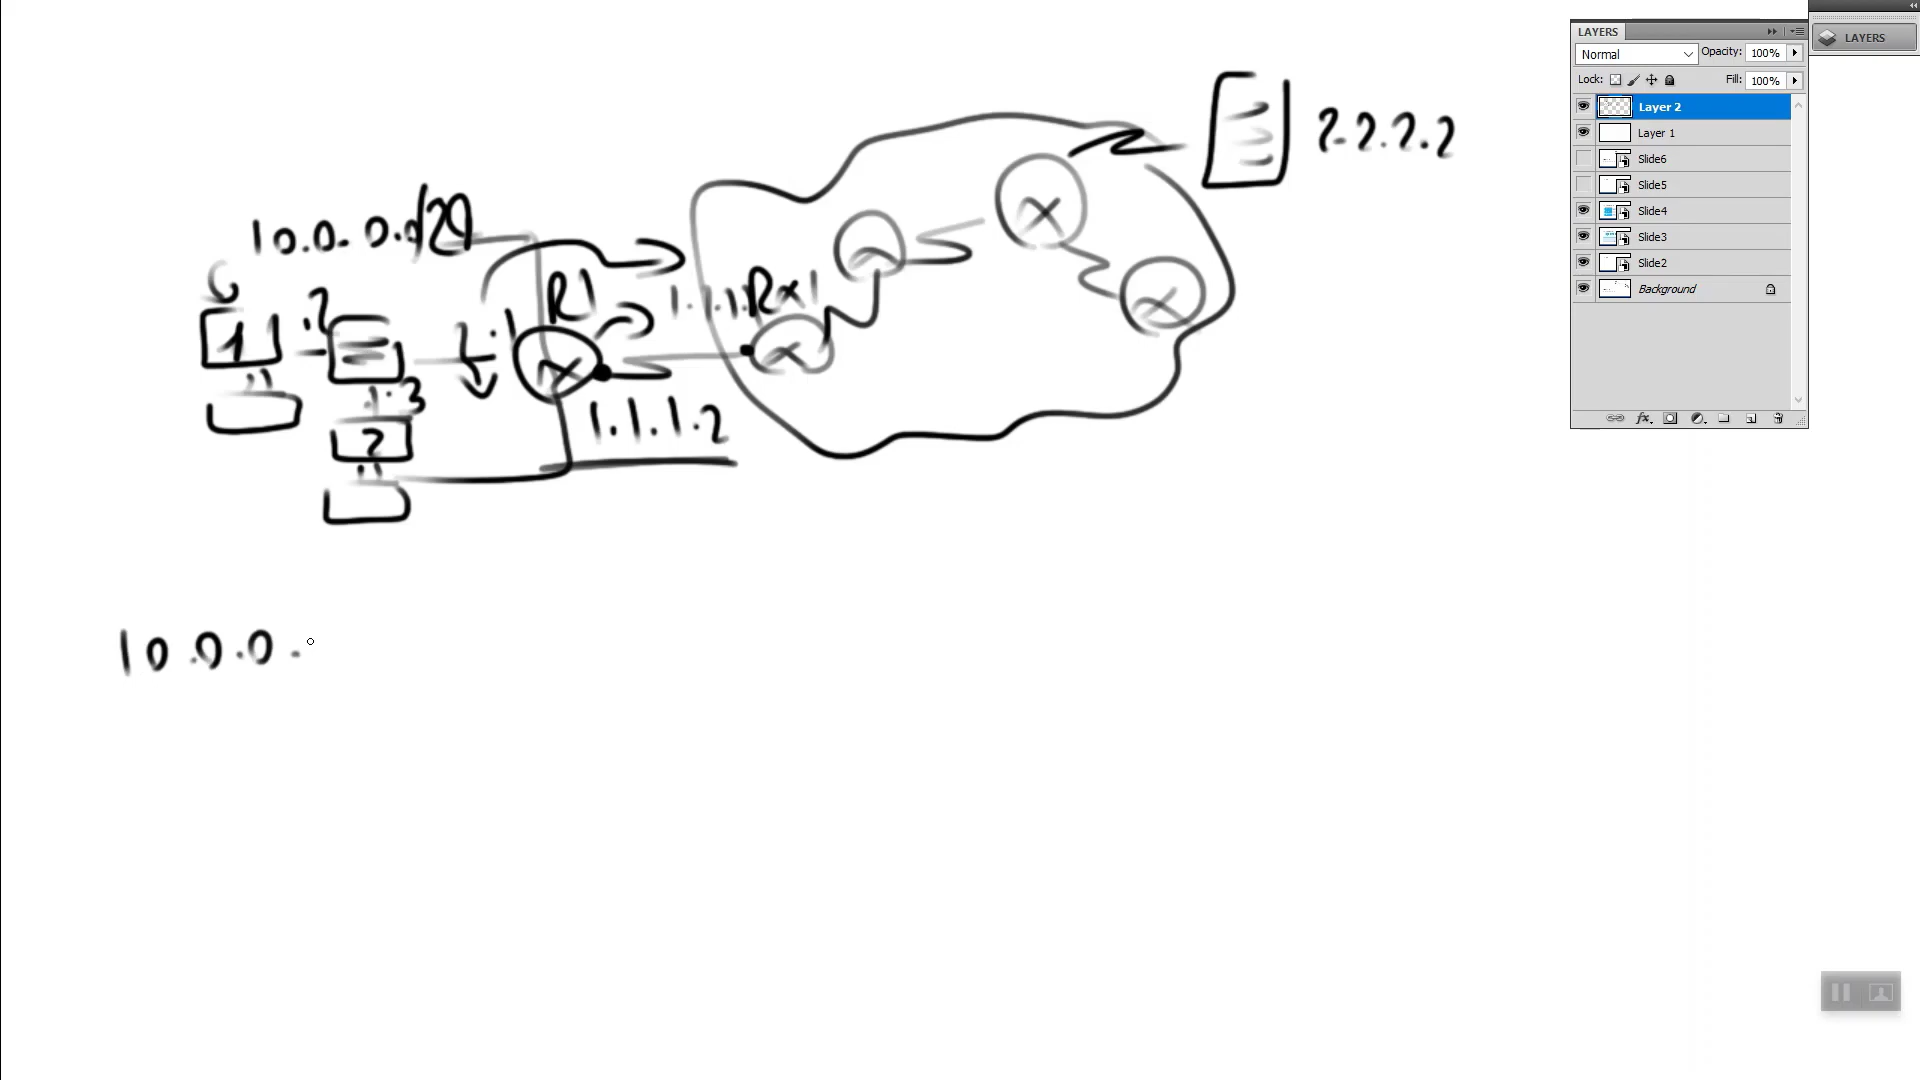 10.0.0.0/29
1
.2
.3
2
.1
R1
1.1.1.
Rx1
1.1.1.2
2.2.2.2
10.0.0.
LAYERS
Normal
Opacity: 100%
Lock:
Fill: 100%
Layer 2
Layer 1
Slide6
Slide5
Slide4
Slide3
Slide2
Background
fx
LAYERS